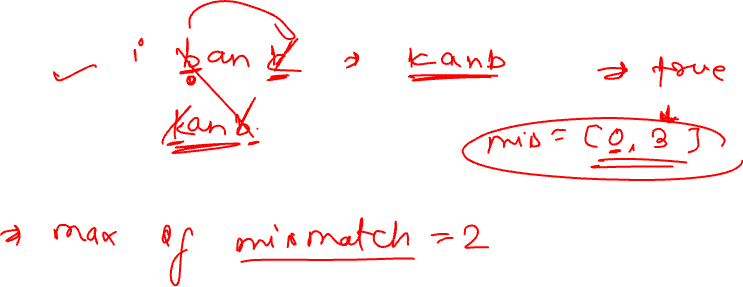 i bank → kanb → true
kanb
mis = [0, 3]
⇒ max of mismatch = 2